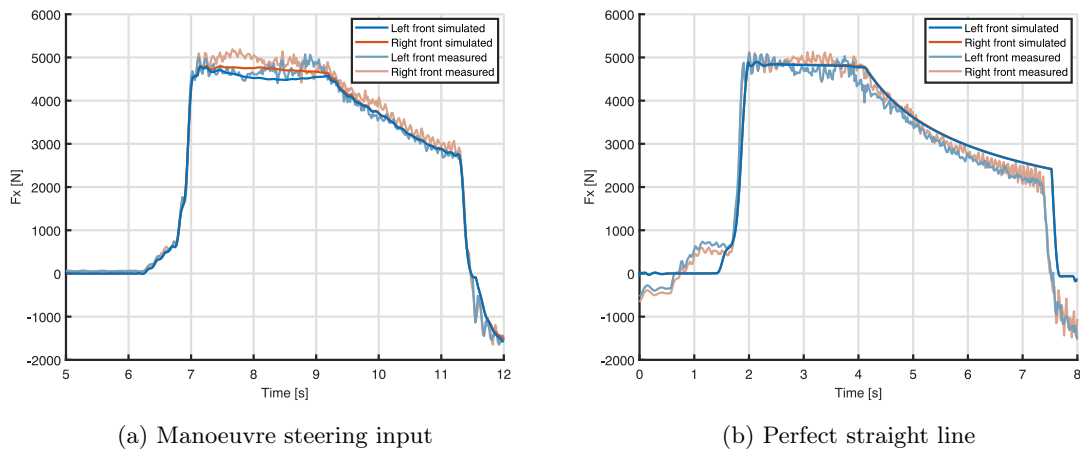 6000
5000
4000
3000
2000
1000
0
-1000
-2000
Fx [N]
5 6 7 8 9 10 11 12
Time [s]
Left front simulated
Right front simulated
Left front measured
Right front measured
(a) Manoeuvre steering input
6000
5000
4000
3000
2000
1000
0
-1000
-2000
Fx [N]
0 1 2 3 4 5 6 7 8
Time [s]
Left front simulated
Right front simulated
Left front measured
Right front measured
(b) Perfect straight line